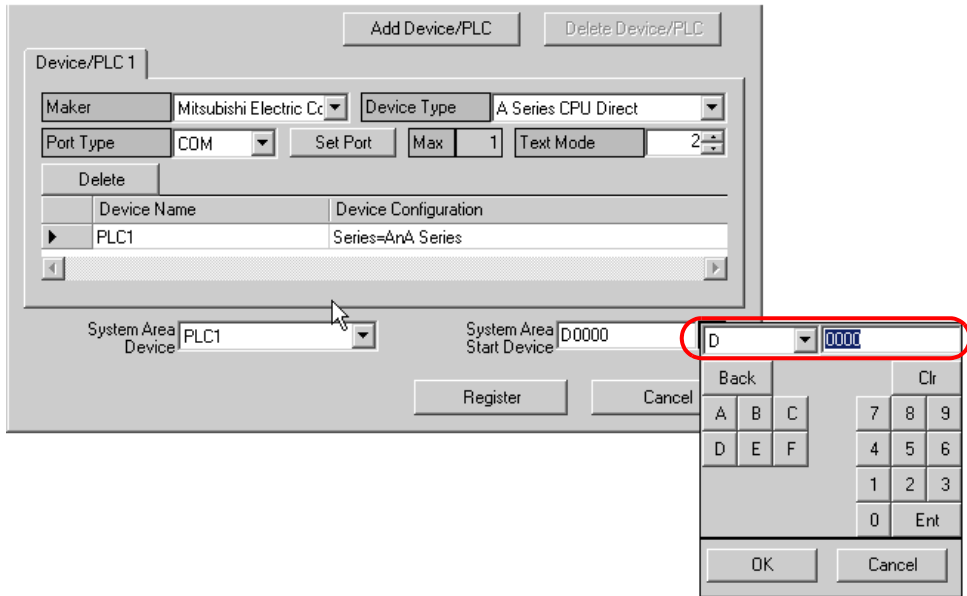 Add Device/PLC Delete Device/PLC
Device/PLC 1
Maker Mitsubishi Electric Cc Device Type A Series CPU Direct
Port Type COM Set Port Max 1 Text Mode 2
Delete
Device Name Device Configuration
PLC1 Series=AnA Series
System Area Device PLC1 System Area Start Device D0000
D 0000
Register Cancel
Back Clr
A B C 7 8 9
D E F 4 5 6
1 2 3
0 Ent
OK Cancel